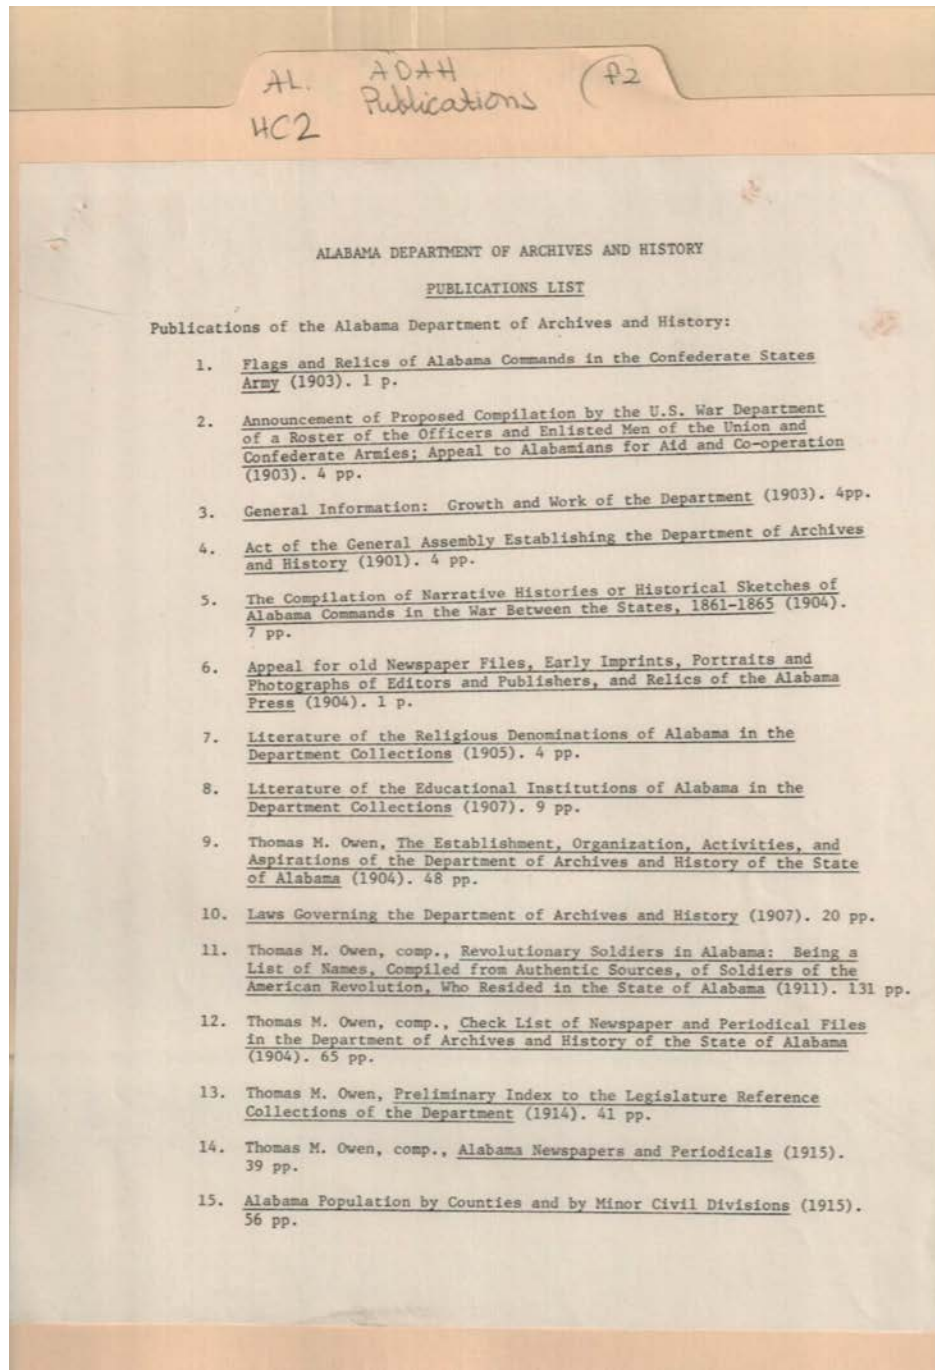 AL. ADAH (P2
Publications
HC2
ALABAMA DEPARTMENT OF ARCHIVES AND HISTORY
PUBLICATIONS LIST
Publications of the Alabama Department of Archives and History:
1. Flags and Relics of Alabama Commands in the Confederate States
Army (1903). 1 p.
2. Announcement of Proposed Compilation by the U.S. War Department
of a Roster of the Officers and Enlisted Men of the Union and
Confederate Armies; Appeal to Alabamians for Aid and Co-operation
(1903). 4 pp.
3. General Information: Growth and Work of the Department (1903). 4pp.
4. Act of the General Assembly Establishing the Department of Archives
and History (1901). 4 pp.
5. The Compilation of Narrative Histories or Historical Sketches of
Alabama Commands in the War Between the States, 1861-1865 (1904).
7 pp.
6. Appeal for old Newspaper Files, Early Imprints, Portraits and
Photographs of Editors and Publishers, and Relics of the Alabama
Press (1904). 1 p.
7. Literature of the Religious Denominations of Alabama in the
Department Collections (1905). 4 pp.
8. Literature of the Educational Institutions of Alabama in the
Department Collections (1907). 9 pp.
9. Thomas M. Owen, The Establishment, Organization, Activities, and
Aspirations of the Department of Archives and History of the State
of Alabama (1904). 48 pp.
10. Laws Governing the Department of Archives and History (1907). 20 pp.
11. Thomas M. Owen, comp., Revolutionary Soldiers in Alabama: Being a
List of Names, Compiled from Authentic Sources, of Soldiers of the
American Revolution, Who Resided in the State of Alabama (1911). 131 pp.
12. Thomas M. Owen, comp., Check List of Newspaper and Periodical Files
in the Department of Archives and History of the State of Alabama
(1904). 65 pp.
13. Thomas M. Owen, Preliminary Index to the Legislature Reference
Collections of the Department (1914). 41 pp.
14. Thomas M. Owen, comp., Alabama Newspapers and Periodicals (1915).
39 pp.
15. Alabama Population by Counties and by Minor Civil Divisions (1915).
56 pp.